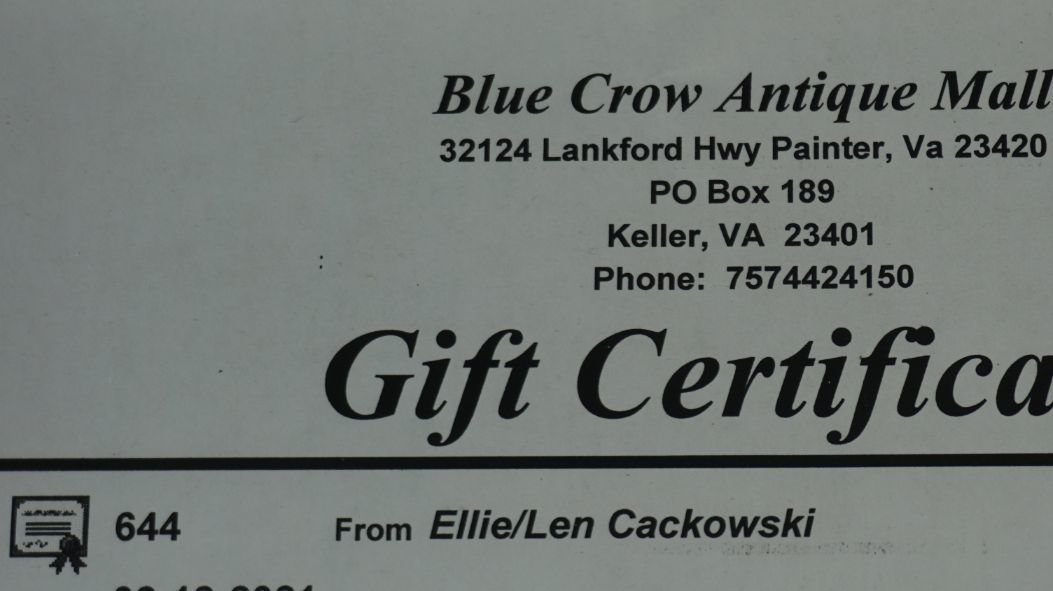 Blue Crow Antique Mall
32124 Lankford Hwy Painter, Va 23420
PO Box 189
Keller, VA 23401
Phone: 7574424150
Gift Certifica
644 From Ellie/Len Cackowski